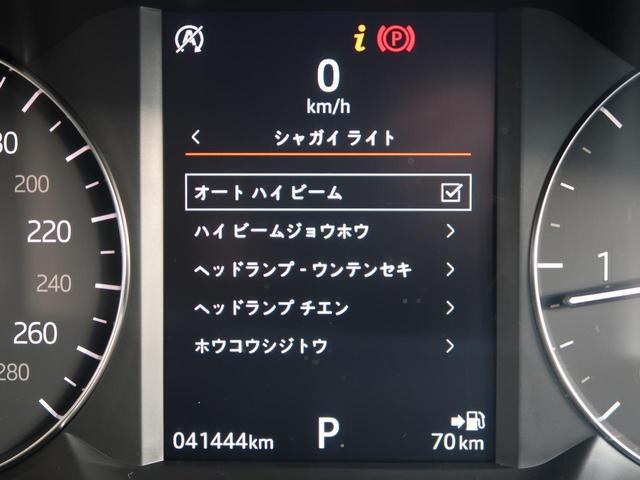 i
P
0
km/h
シャガイ ライト
オート ハイ ビーム
ハイ ビームジョウホウ
ヘッドランプ - ウンテンセキ
ヘッドランプ チエン
ホウコウシジトウ
041444km
P
70 km
200
220
240
260
280
1